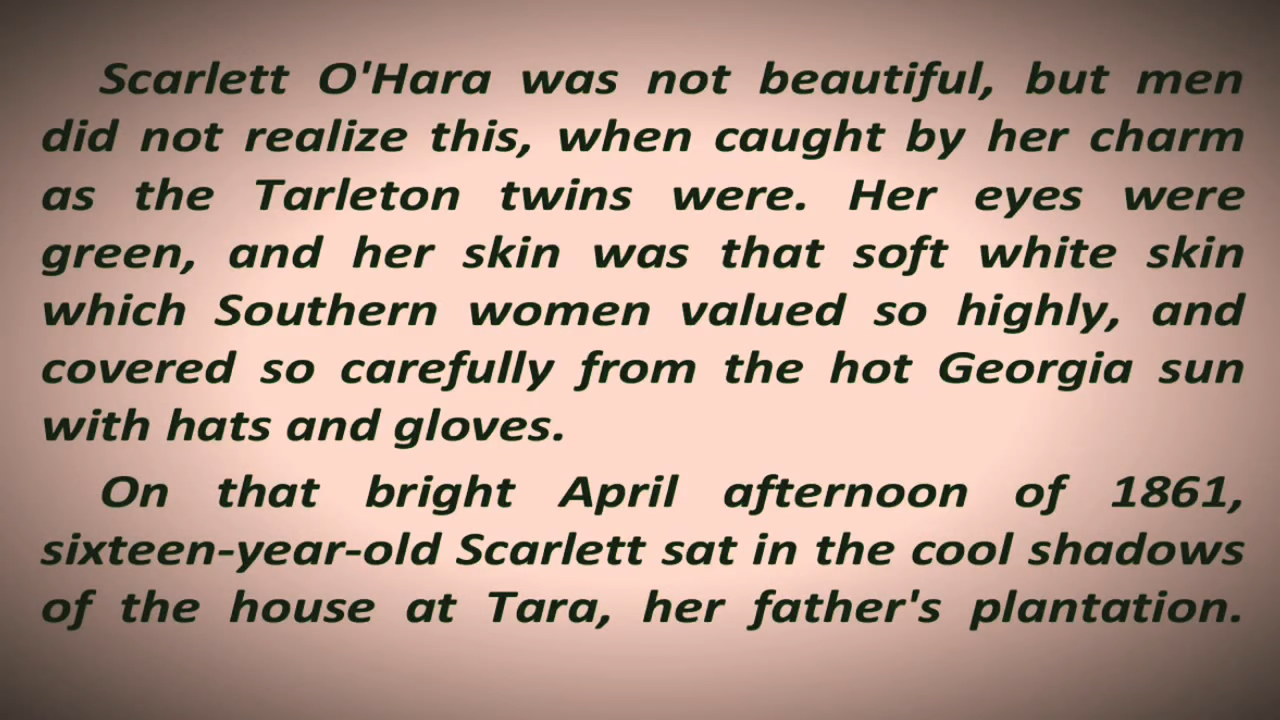 Scarlett O'Hara was not beautiful, but men
did not realize this, when caught by her charm
as the Tarleton twins were. Her eyes were
green, and her skin was that soft white skin
which Southern women valued so highly, and
covered so carefully from the hot Georgia sun
with hats and gloves.
On that bright April afternoon of 1861,
sixteen-year-old Scarlett sat in the cool shadows
of the house at Tara, her father's plantation.